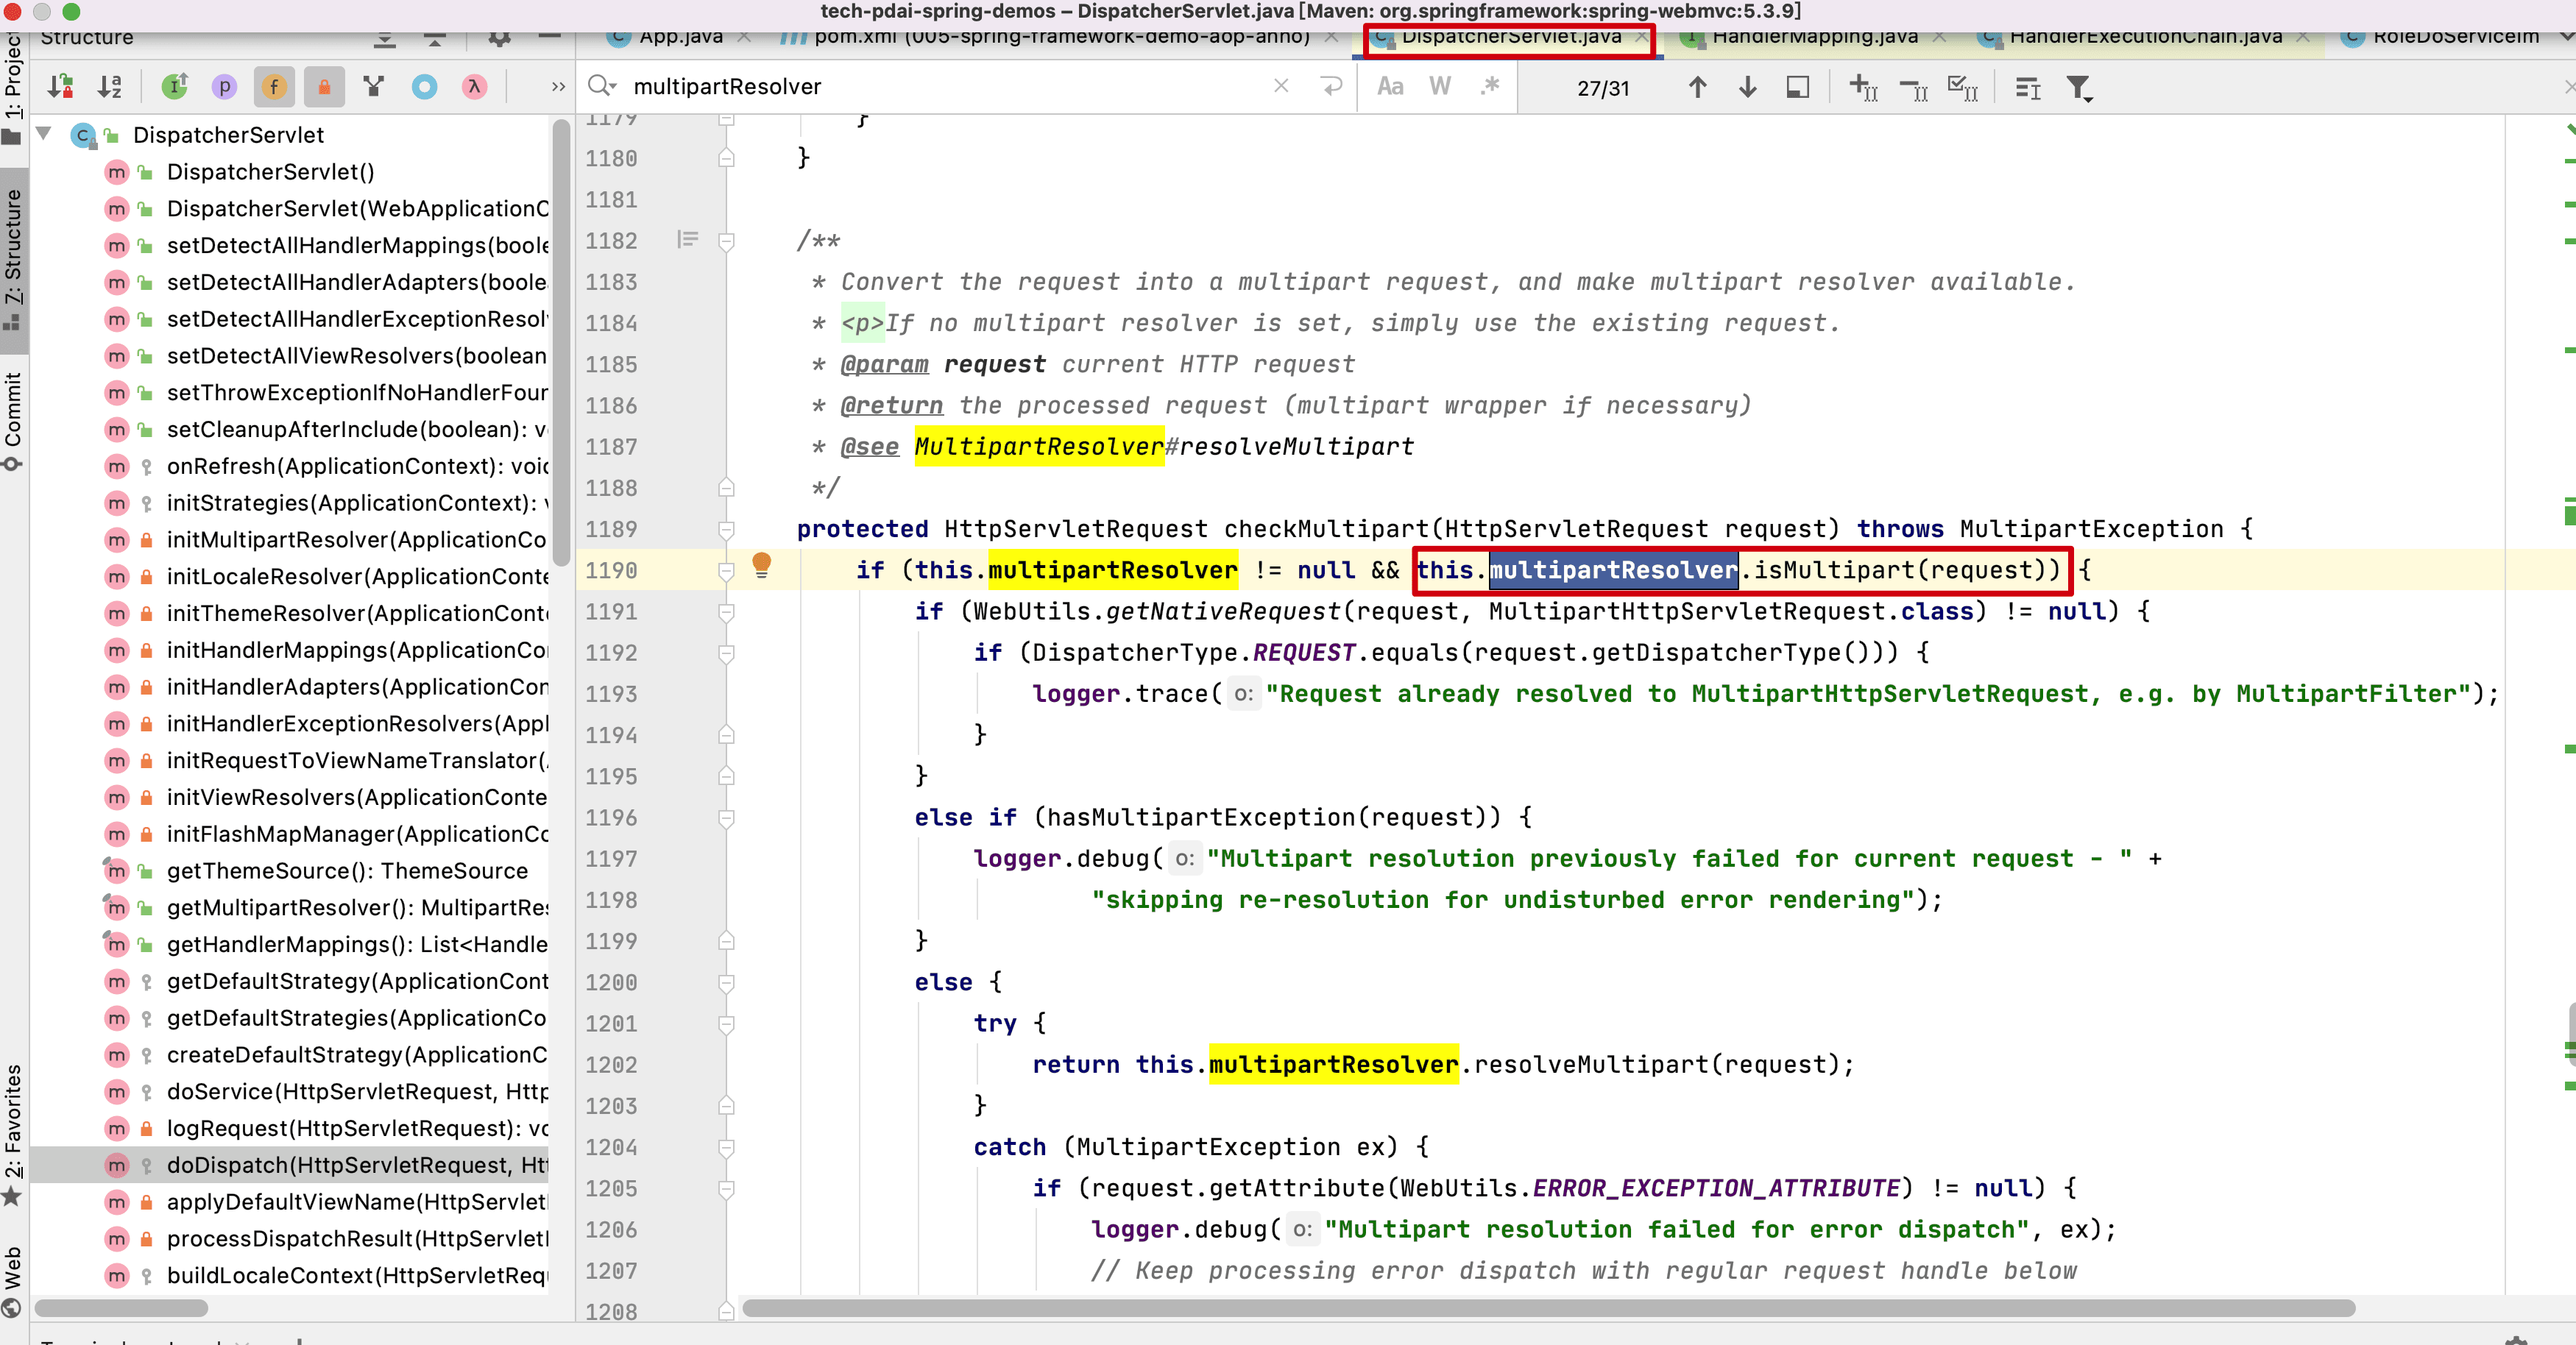 tech-pdai-spring-demos – DispatcherServlet.java [Maven: org.springframework:spring-webmvc:5.3.9]
Structure
App.java
pom.xml (005-spring-framework-demo-aop-anno)
DispatcherServlet.java
HandlerMapping.java
HandlerExecutionChain.java
RoleDoServiceIm
multipartResolver
Aa W .*
27/31
1: Project
7: Structure
Commit
2: Favorites
Web
DispatcherServlet
DispatcherServlet()
DispatcherServlet(WebApplicationC
setDetectAllHandlerMappings(boole
setDetectAllHandlerAdapters(boole
setDetectAllHandlerExceptionResol
setDetectAllViewResolvers(boolean
setThrowExceptionIfNoHandlerFour
setCleanupAfterInclude(boolean): v
onRefresh(ApplicationContext): void
initStrategies(ApplicationContext): v
initMultipartResolver(ApplicationCo
initLocaleResolver(ApplicationConte
initThemeResolver(ApplicationCont
initHandlerMappings(ApplicationCo
initHandlerAdapters(ApplicationCon
initHandlerExceptionResolvers(Appl
initRequestToViewNameTranslator(
initViewResolvers(ApplicationConte
initFlashMapManager(ApplicationCo
getThemeSource(): ThemeSource
getMultipartResolver(): MultipartRes
getHandlerMappings(): List<Handle
getDefaultStrategy(ApplicationCont
getDefaultStrategies(ApplicationCo
createDefaultStrategy(ApplicationC
doService(HttpServletRequest, Http
logRequest(HttpServletRequest): vo
doDispatch(HttpServletRequest, Ht
applyDefaultViewName(HttpServlet
processDispatchResult(HttpServlet
buildLocaleContext(HttpServletReq
1179 }
1180 }
1181
1182 /**
1183 * Convert the request into a multipart request, and make multipart resolver available.
1184 * <p>If no multipart resolver is set, simply use the existing request.
1185 * @param request current HTTP request
1186 * @return the processed request (multipart wrapper if necessary)
1187 * @see MultipartResolver#resolveMultipart
1188 */
1189 protected HttpServletRequest checkMultipart(HttpServletRequest request) throws MultipartException {
1190 if (this.multipartResolver != null && this.multipartResolver.isMultipart(request)) {
1191 if (WebUtils.getNativeRequest(request, MultipartHttpServletRequest.class) != null) {
1192 if (DispatcherType.REQUEST.equals(request.getDispatcherType())) {
1193 logger.trace( o: "Request already resolved to MultipartHttpServletRequest, e.g. by MultipartFilter");
1194 }
1195 }
1196 else if (hasMultipartException(request)) {
1197 logger.debug( o: "Multipart resolution previously failed for current request - " +
1198 "skipping re-resolution for undisturbed error rendering");
1199 }
1200 else {
1201 try {
1202 return this.multipartResolver.resolveMultipart(request);
1203 }
1204 catch (MultipartException ex) {
1205 if (request.getAttribute(WebUtils.ERROR_EXCEPTION_ATTRIBUTE) != null) {
1206 logger.debug( o: "Multipart resolution failed for error dispatch", ex);
1207 // Keep processing error dispatch with regular request handle below
1208